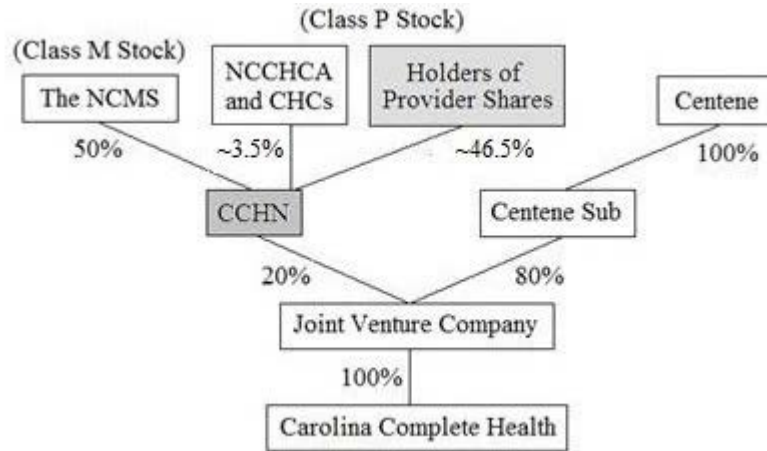 (Class P Stock)
(Class M Stock)
The NCMS
NCCHCA
and CHCs
Holders of
Provider Shares
Centene
50%
~3.5%
~46.5%
100%
CCHN
Centene Sub
20%
80%
Joint Venture Company
100%
Carolina Complete Health